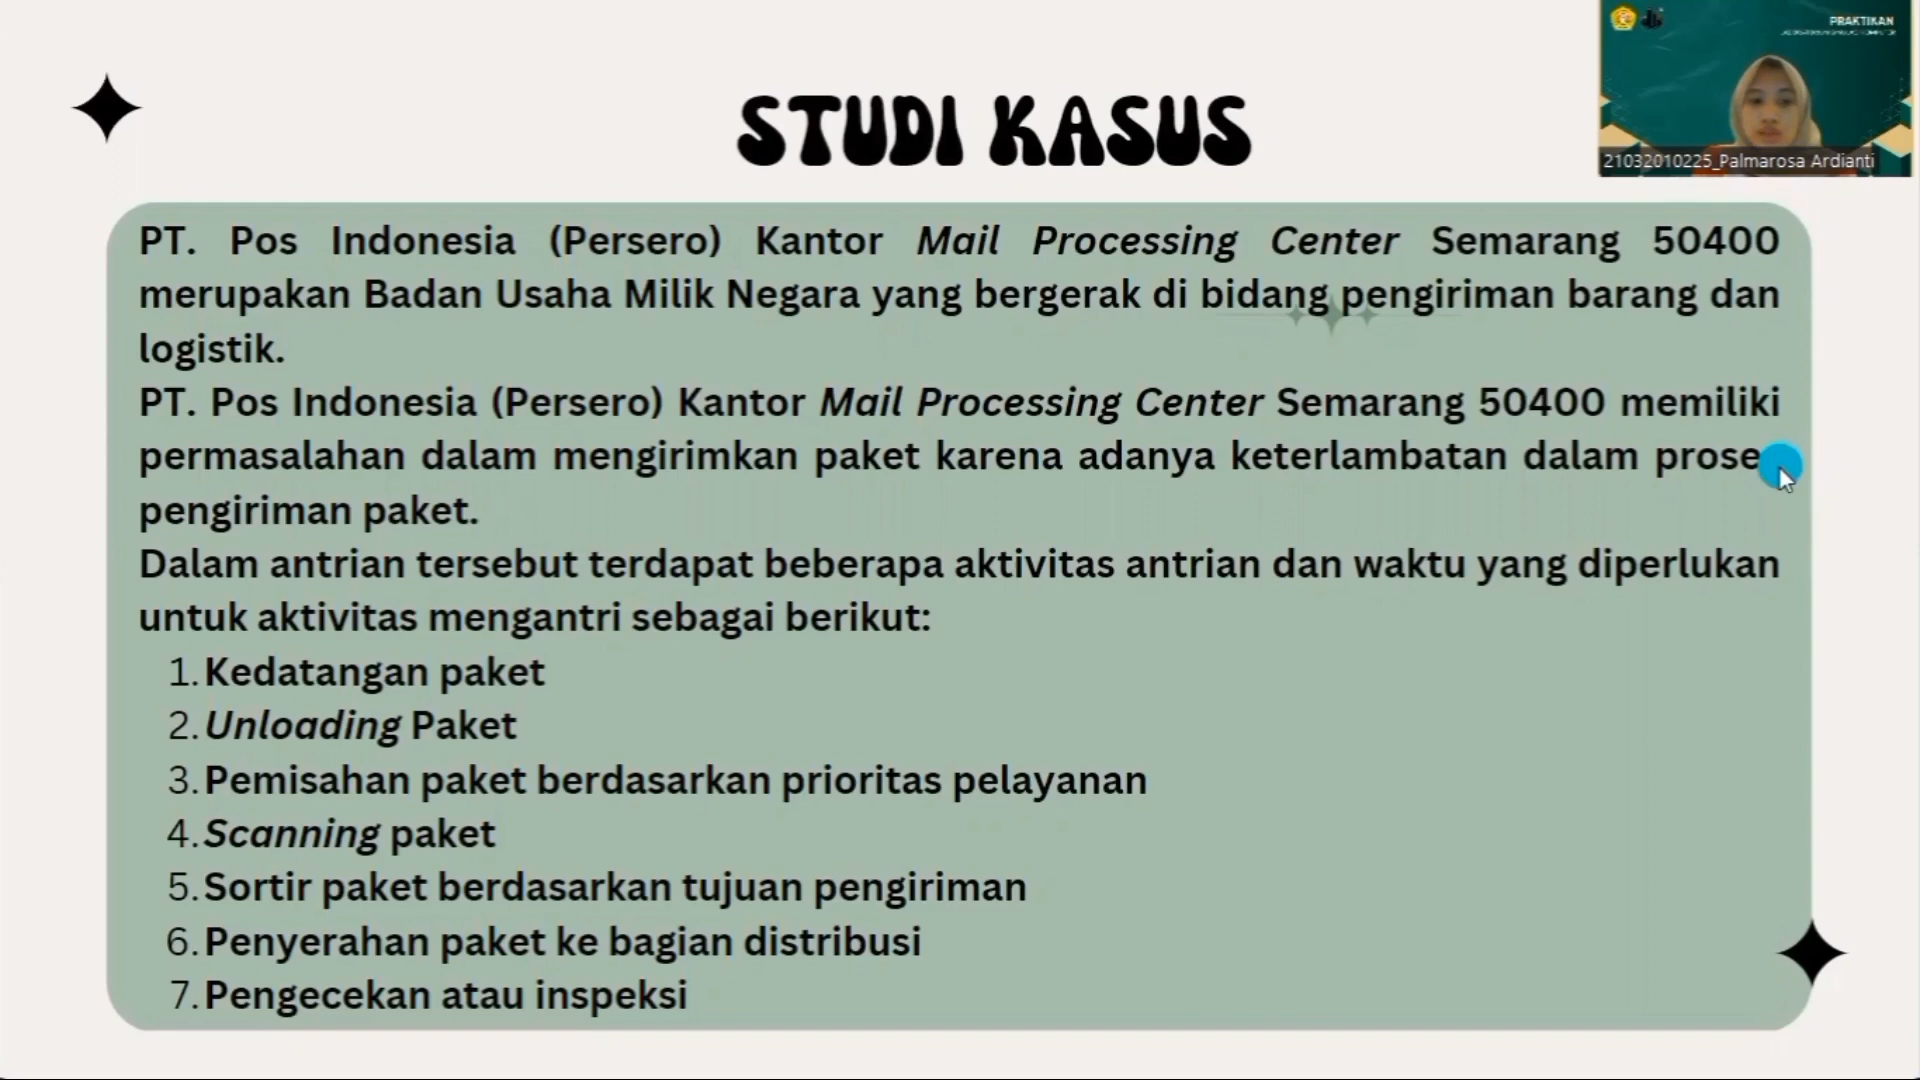 PRAKTIKAN
21032010225_Palmarosa Ardianti
STUDI KASUS
PT. Pos Indonesia (Persero) Kantor Mail Processing Center Semarang 50400
merupakan Badan Usaha Milik Negara yang bergerak di bidang pengiriman barang dan
logistik.
PT. Pos Indonesia (Persero) Kantor Mail Processing Center Semarang 50400 memiliki
permasalahan dalam mengirimkan paket karena adanya keterlambatan dalam prose
pengiriman paket.
Dalam antrian tersebut terdapat beberapa aktivitas antrian dan waktu yang diperlukan
untuk aktivitas mengantri sebagai berikut:
1. Kedatangan paket
2. Unloading Paket
3. Pemisahan paket berdasarkan prioritas pelayanan
4. Scanning paket
5. Sortir paket berdasarkan tujuan pengiriman
6. Penyerahan paket ke bagian distribusi
7. Pengecekan atau inspeksi